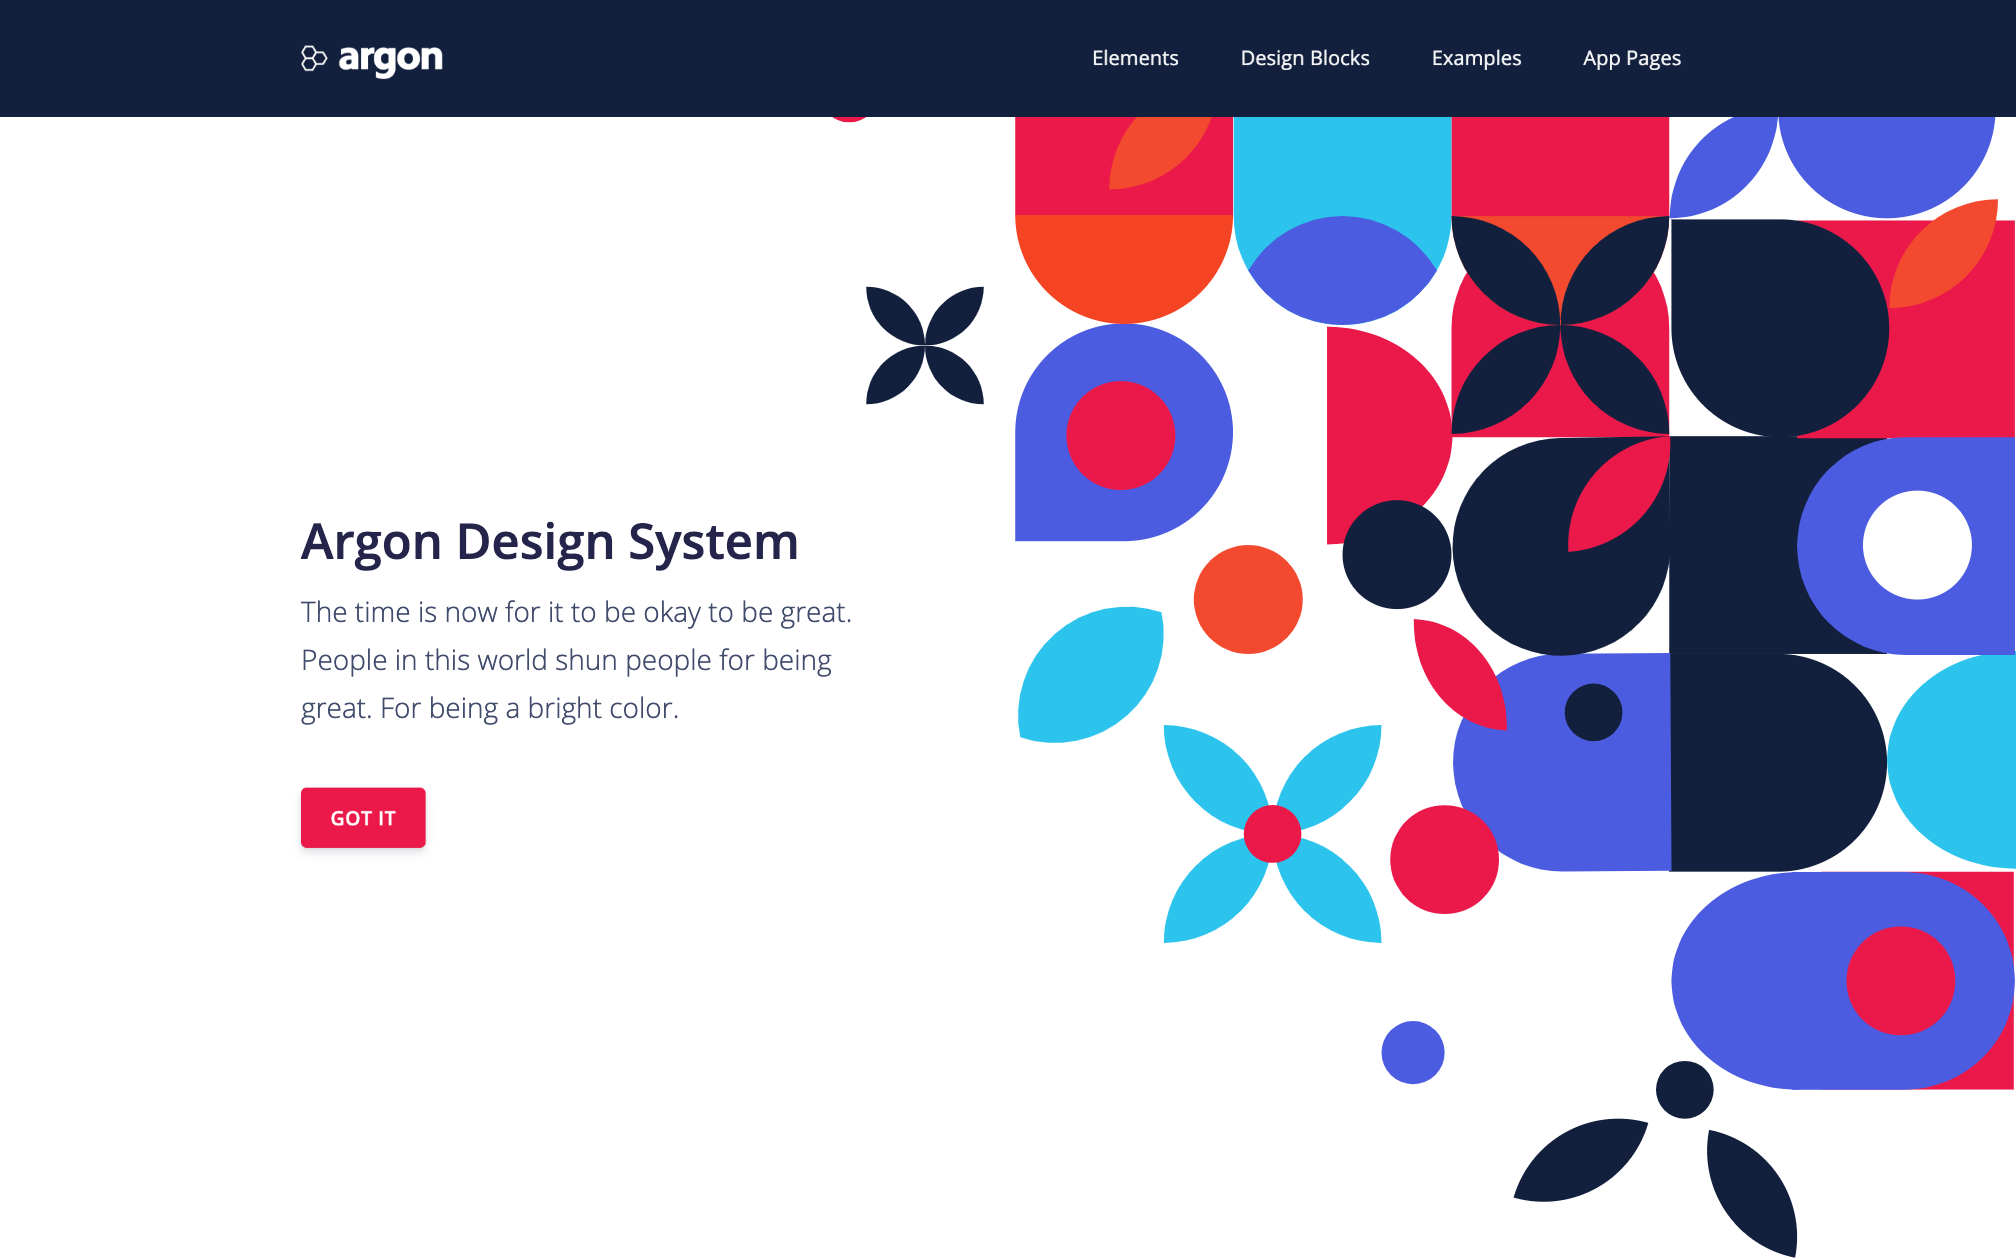 argon
Elements
Design Blocks
Examples
App Pages
Argon Design System
The time is now for it to be okay to be great.
People in this world shun people for being
great. For being a bright color.
GOT IT